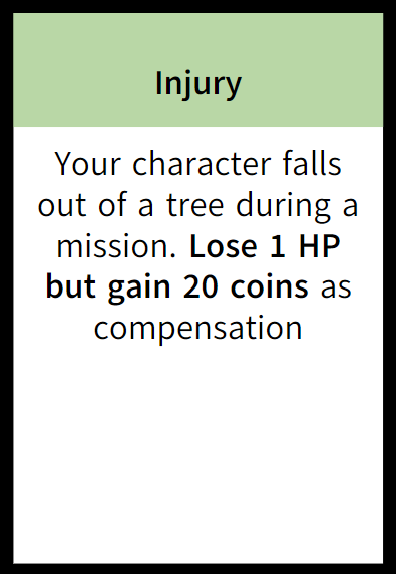 Injury
Your character falls
out of a tree during a
mission. Lose 1 HP
but gain 20 coins as
compensation